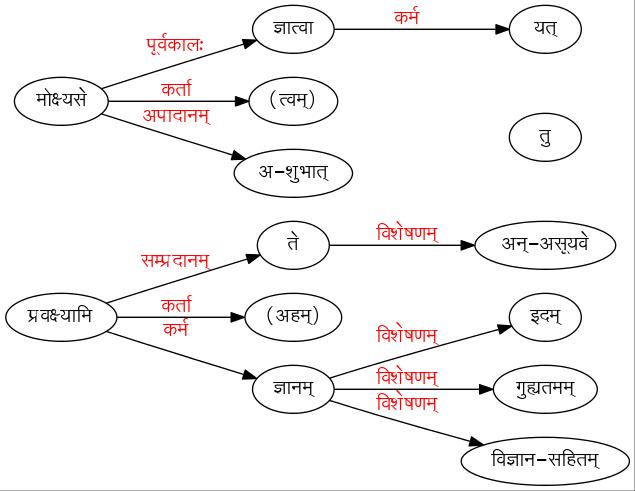 ज्ञात्वा
कर्म
यत्
पूर्वकालः
मोक्ष्यसे
कर्ता
(त्वम्)
अपादानम्
तु
अ-शुभात्
ते
विशेषणम्
अन्-असूयवे
सम्प्रदानम्
प्रवक्ष्यामि
कर्ता
(अहम्)
कर्म
इदम्
विशेषणम्
ज्ञानम्
विशेषणम्
गुह्यतमम्
विशेषणम्
विज्ञान-सहितम्